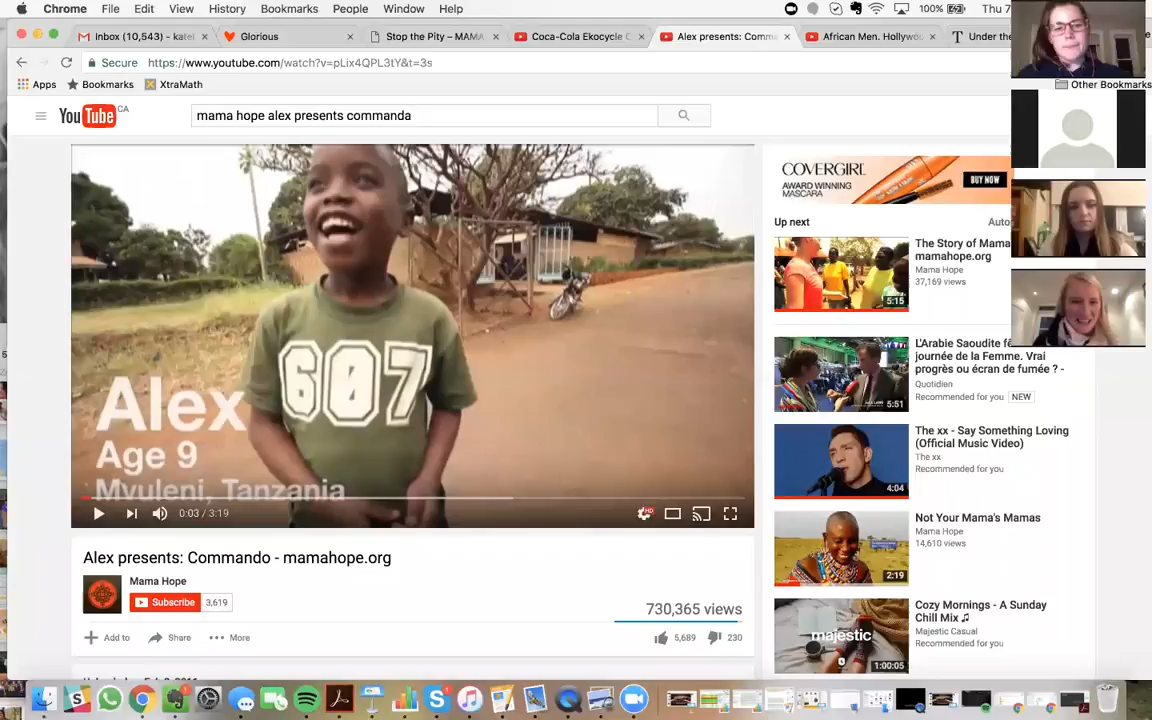 Chrome File Edit View History Bookmarks People Window Help 100% Thu 7
Inbox (10,543) - katel
Glorious
Stop the Pity – MAMA
Coca-Cola Ekocycle C
Alex presents: Comma
African Men. Hollywo
T Under the
Secure https://www.youtube.com/watch?v=pLix4QPL3tY&t=3s
Apps Bookmarks XtraMath Other Bookmarks
YouTube CA
mama hope alex presents commanda
607
Alex
Age 9
Mvuleni, Tanzania
0:03 / 3:19
HD
Alex presents: Commando - mamahope.org
Mama Hope
Subscribe 3,619
730,365 views
Add to Share More 5,689 230
COVERGIRL
AWARD WINNING
MASCARA
BUY NOW
Up next
Auto
The Story of Mama
mamahope.org
Mama Hope
37,169 views
5:15
L'Arabie Saoudite fê
journée de la Femme. Vrai
progrès ou écran de fumée ? -
Quotidien
Recommended for you NEW
5:51
The xx - Say Something Loving
(Official Music Video)
The xx
Recommended for you
4:04
Not Your Mama's Mamas
Mama Hope
14,610 views
2:19
Cozy Mornings - A Sunday
Chill Mix ♫
Majestic Casual
Recommended for you
majestic
1:00:05